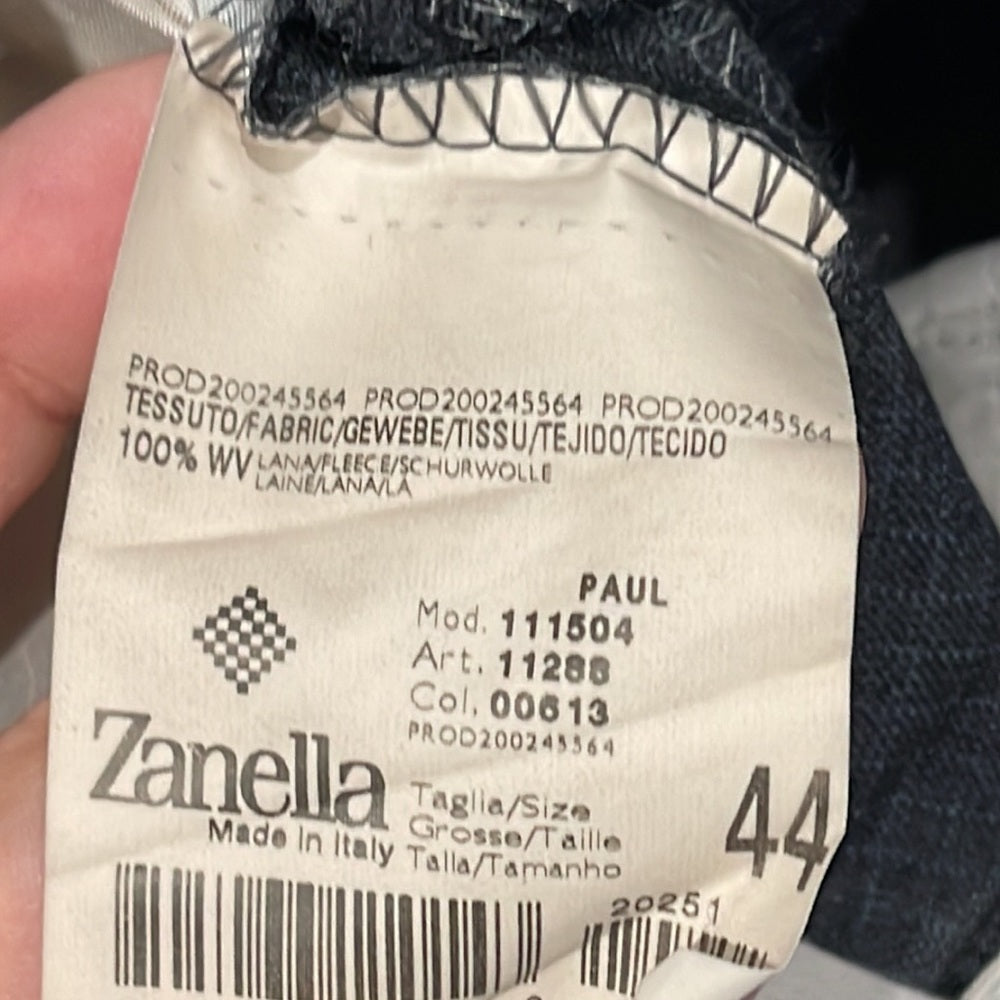 PROD200245564 PROD200245564 PROD200245564
TESSUTO/FABRIC/GEWEBE/TISSU/TEJIDO/TECIDO
100% WV LANA/FLEECE/SCHURWOLLE
LAINE/LANA/LA
PAUL
Mod. 111504
Art. 11288
Col. 00613
PROD200245564
Zanella
Made in Italy
Taglia/Size
Grosse/Taille
Talla/Tamanho
44
20251